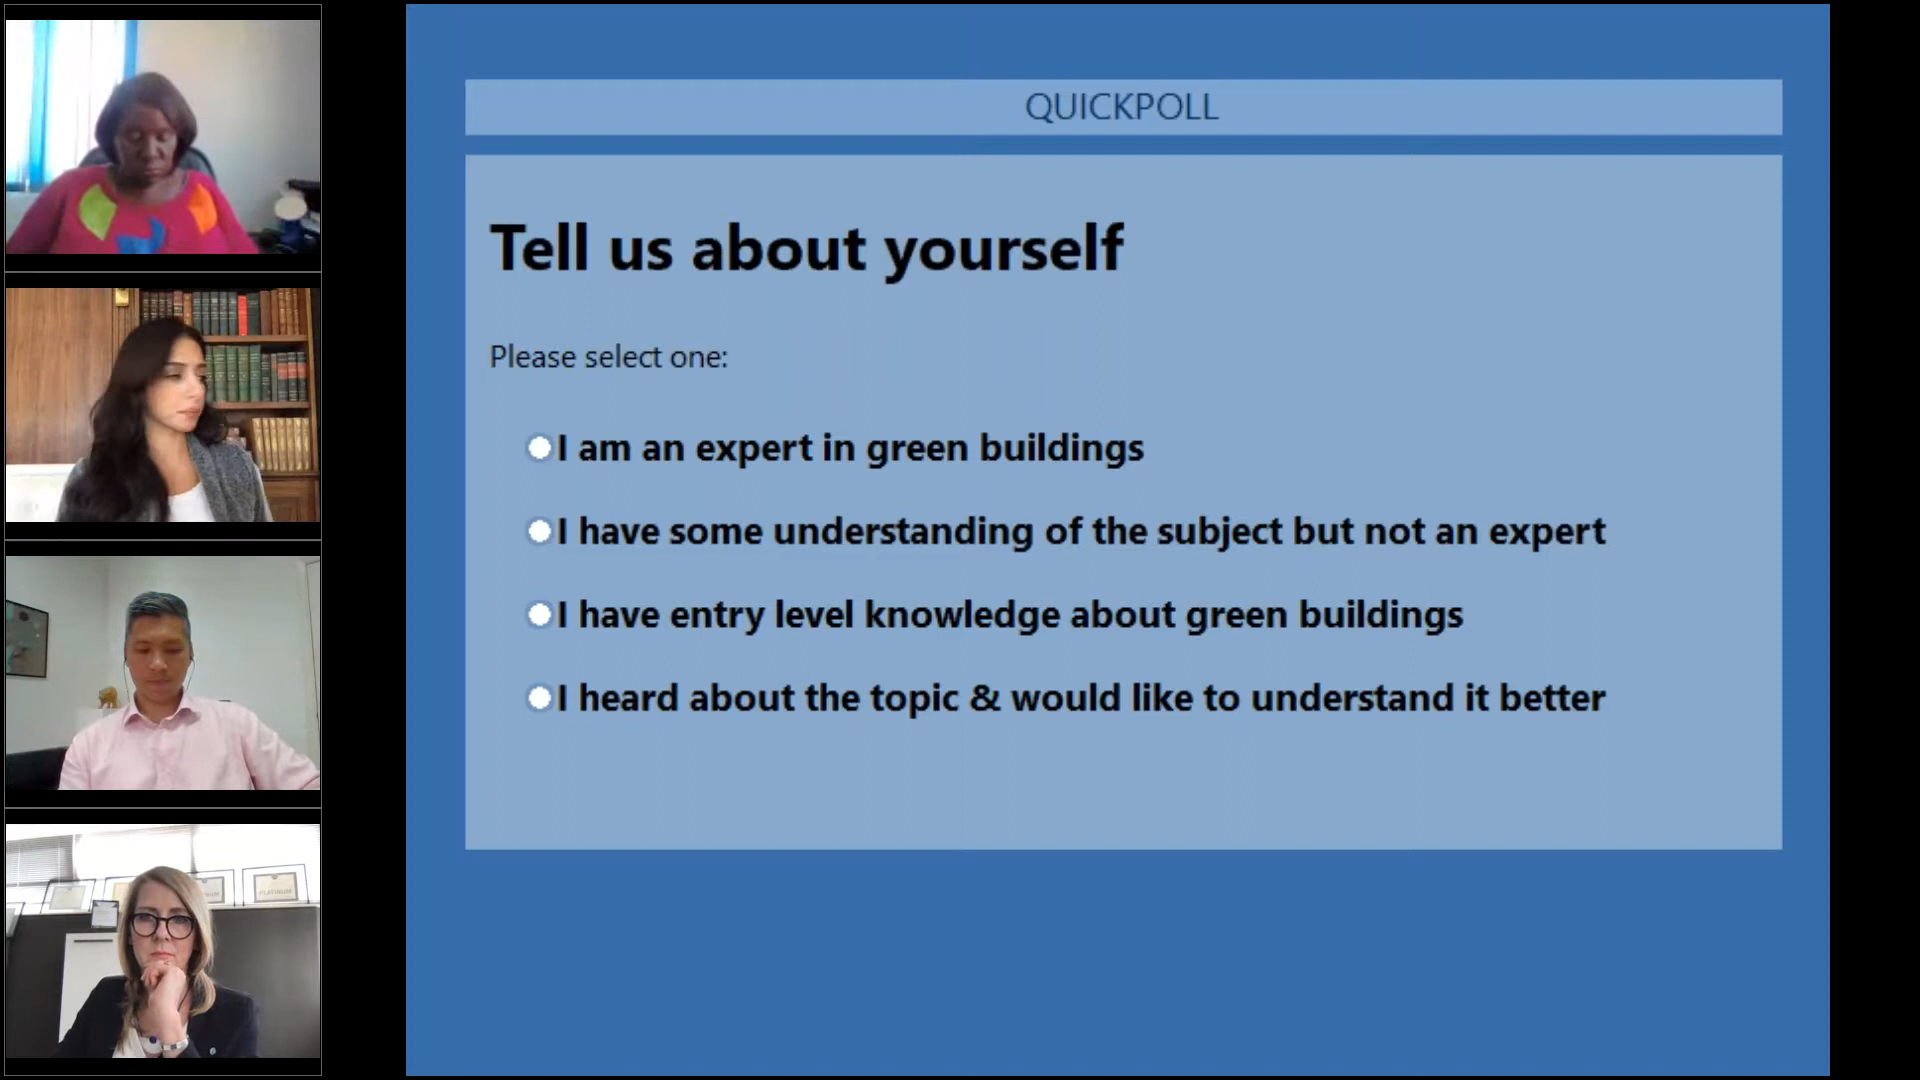 QUICKPOLL
Tell us about yourself
Please select one:
I am an expert in green buildings
I have some understanding of the subject but not an expert
I have entry level knowledge about green buildings
I heard about the topic & would like to understand it better
PLATINUM